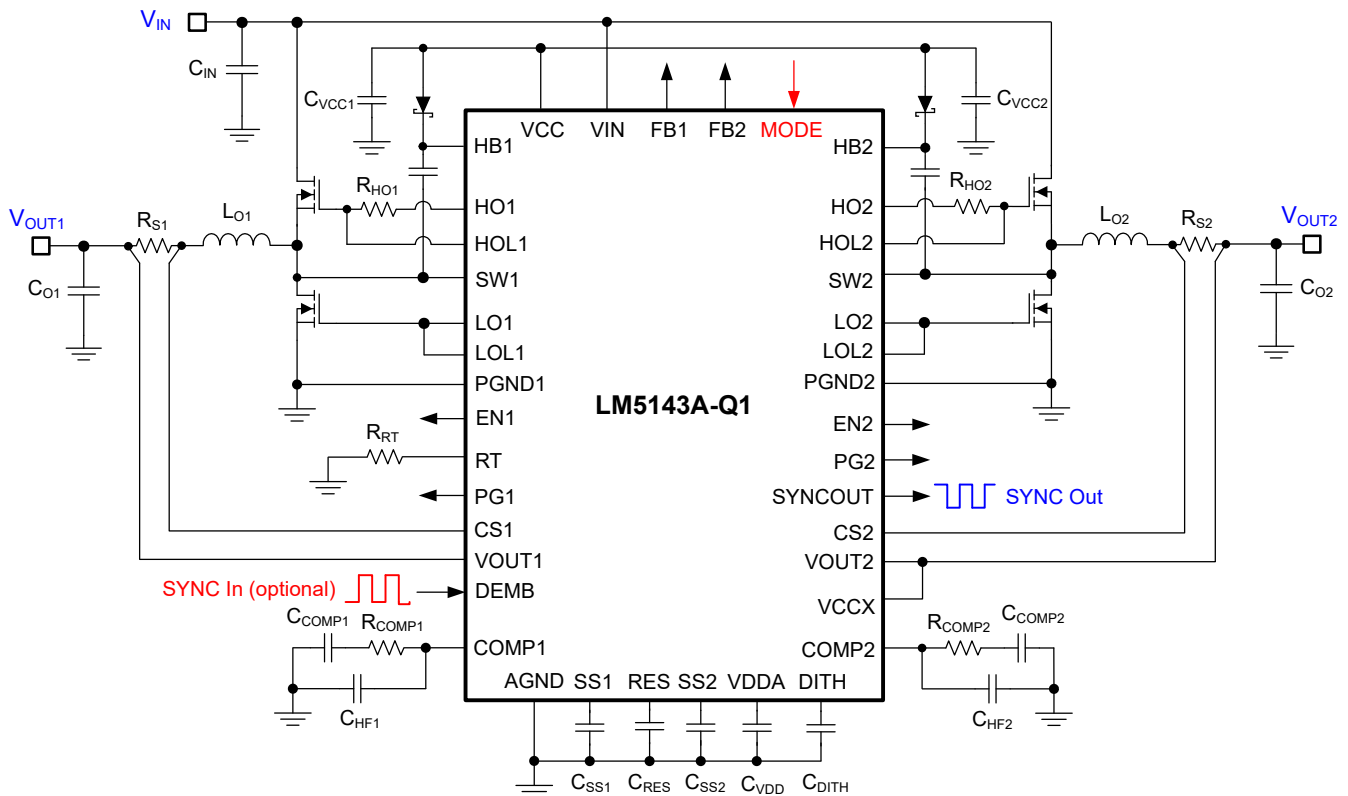 VIN
CIN
CVCC1
CVCC2
VCC VIN FB1 FB2 MODE
HB1
HB2
RHO1
RHO2
HO1
HO2
VOUT1
RS1
LO1
HOL1
HOL2
LO2
RS2
VOUT2
CO1
SW1
SW2
CO2
LO1
LO2
LOL1
LOL2
PGND1
PGND2
LM5143A-Q1
EN1
EN2
RRT
RT
PG2
PG1
SYNCOUT
SYNC Out
CS1
CS2
VOUT1
VOUT2
SYNC In (optional)
DEMB
VCCX
CCOMP1
RCOMP1
COMP1
COMP2
RCOMP2
CCOMP2
CHF1
CHF2
AGND SS1 RES SS2 VDDA DITH
CSS1 CRES CSS2 CVDD CDITH